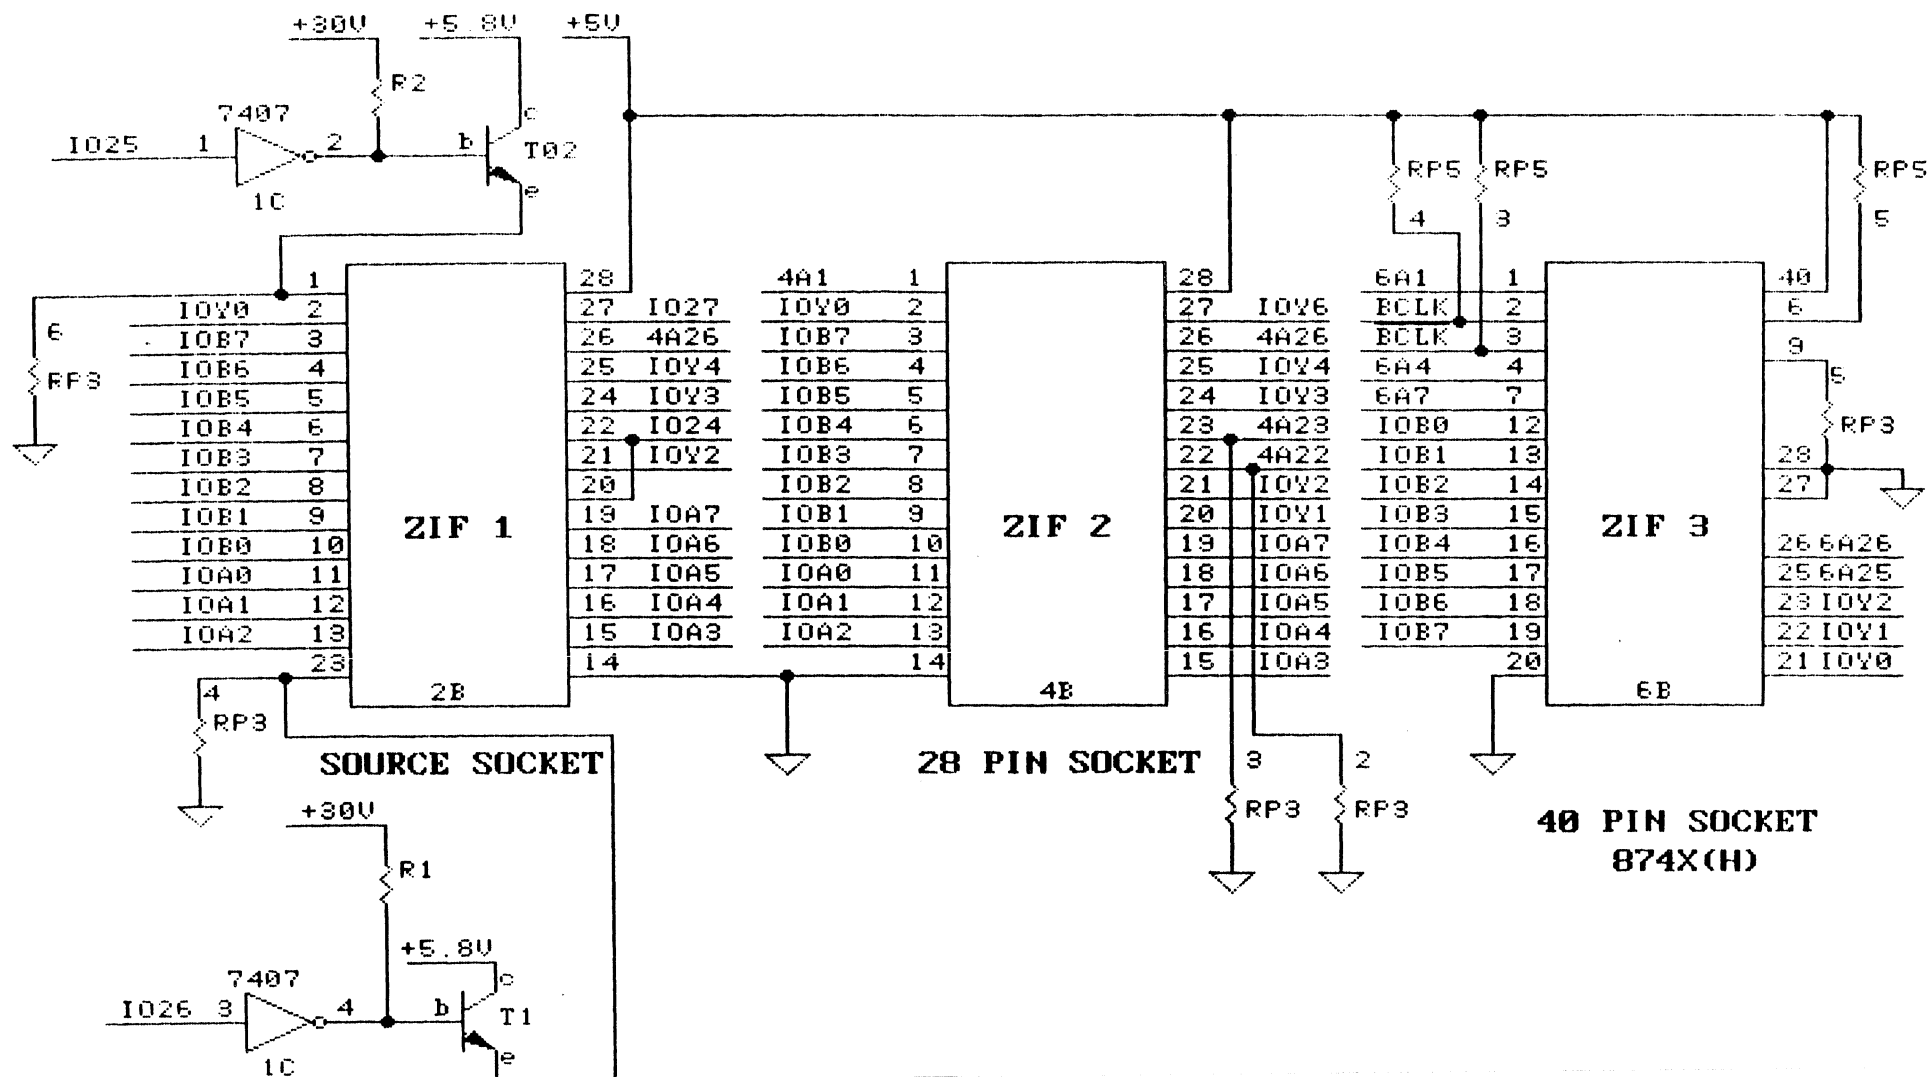 +30V +5.8V +5V
R2
7407
c
IO25 1 2 b T02
e
1C
RP5 RP5 RP5
4 3 5
1 28 4A1 1 28 6A1 1 40
IOY0 2 27 IO27 IOY0 2 27 IOY6 BCLK 2 6
IOB7 3 26 4A26 IOB7 3 26 4A26 BCLK 3
9
IOB6 4 25 IOY4 IOB6 4 25 IOY4 6A4 4
6 RP3
5 RP3
IOB5 5 24 IOY3 IOB5 5 24 IOY3 6A7 7
IOB4 6 22 IO24 IOB4 6 23 4A23 IOB0 12
IOB3 7 21 IOY2 IOB3 7 22 4A22 IOB1 13 28
IOB2 8 20 IOB2 8 21 IOY2 IOB2 14 27
IOB1 9 19 IOA7 IOB1 9 20 IOY1 IOB3 15
ZIF 1 ZIF 2 ZIF 3
IOB0 10 18 IOA6 IOB0 10 19 IOA7 IOB4 16 26 6A26
IOA0 11 17 IOA5 IOA0 11 18 IOA6 IOB5 17 25 6A25
IOA1 12 16 IOA4 IOA1 12 17 IOA5 IOB6 18 23 IOY2
IOA2 13 15 IOA3 IOA2 13 16 IOA4 IOB7 19 22 IOY1
23 14 14 15 IOA3 20 21 IOY0
2B 4B 6B
4
RP3
SOURCE SOCKET 28 PIN SOCKET
3 2
RP3 RP3
40 PIN SOCKET
874X(H)
+30V
R1
+5.8V
7407
c
IO26 3 4 b T1
e
1C